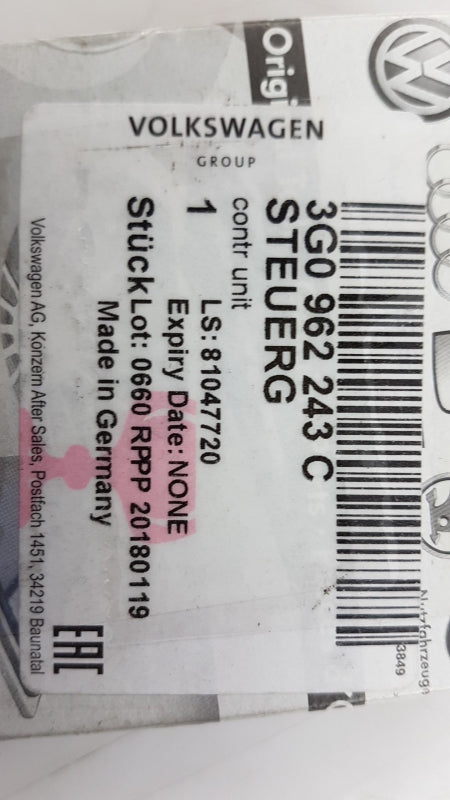 Origi
VOLKSWAGEN
GROUP
3G0 962 243 C
STEUERG
contr unit
1
LS: 81047720
Expiry Date: NONE
Stück Lot: 0660 RPPP 20180119
Made in Germany
Volkswagen AG, Konzern After Sales, Postfach 1451, 34219 Baunatal
EAC
3849
Nutzfahrzeuge